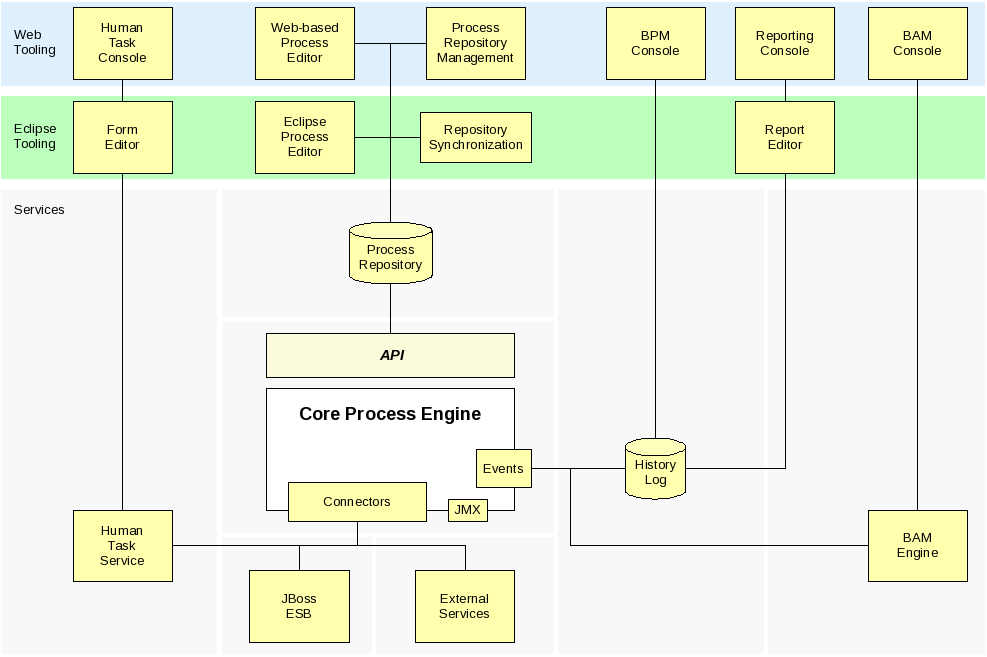 Web
Tooling
Human
Task
Console
Web-based
Process
Editor
Process
Repository
Management
BPM
Console
Reporting
Console
BAM
Console
Eclipse
Tooling
Form
Editor
Eclipse
Process
Editor
Repository
Synchronization
Report
Editor
Services
Process
Repository
API
Core Process Engine
Events
History
Log
Connectors
JMX
Human
Task
Service
BAM
Engine
JBoss
ESB
External
Services